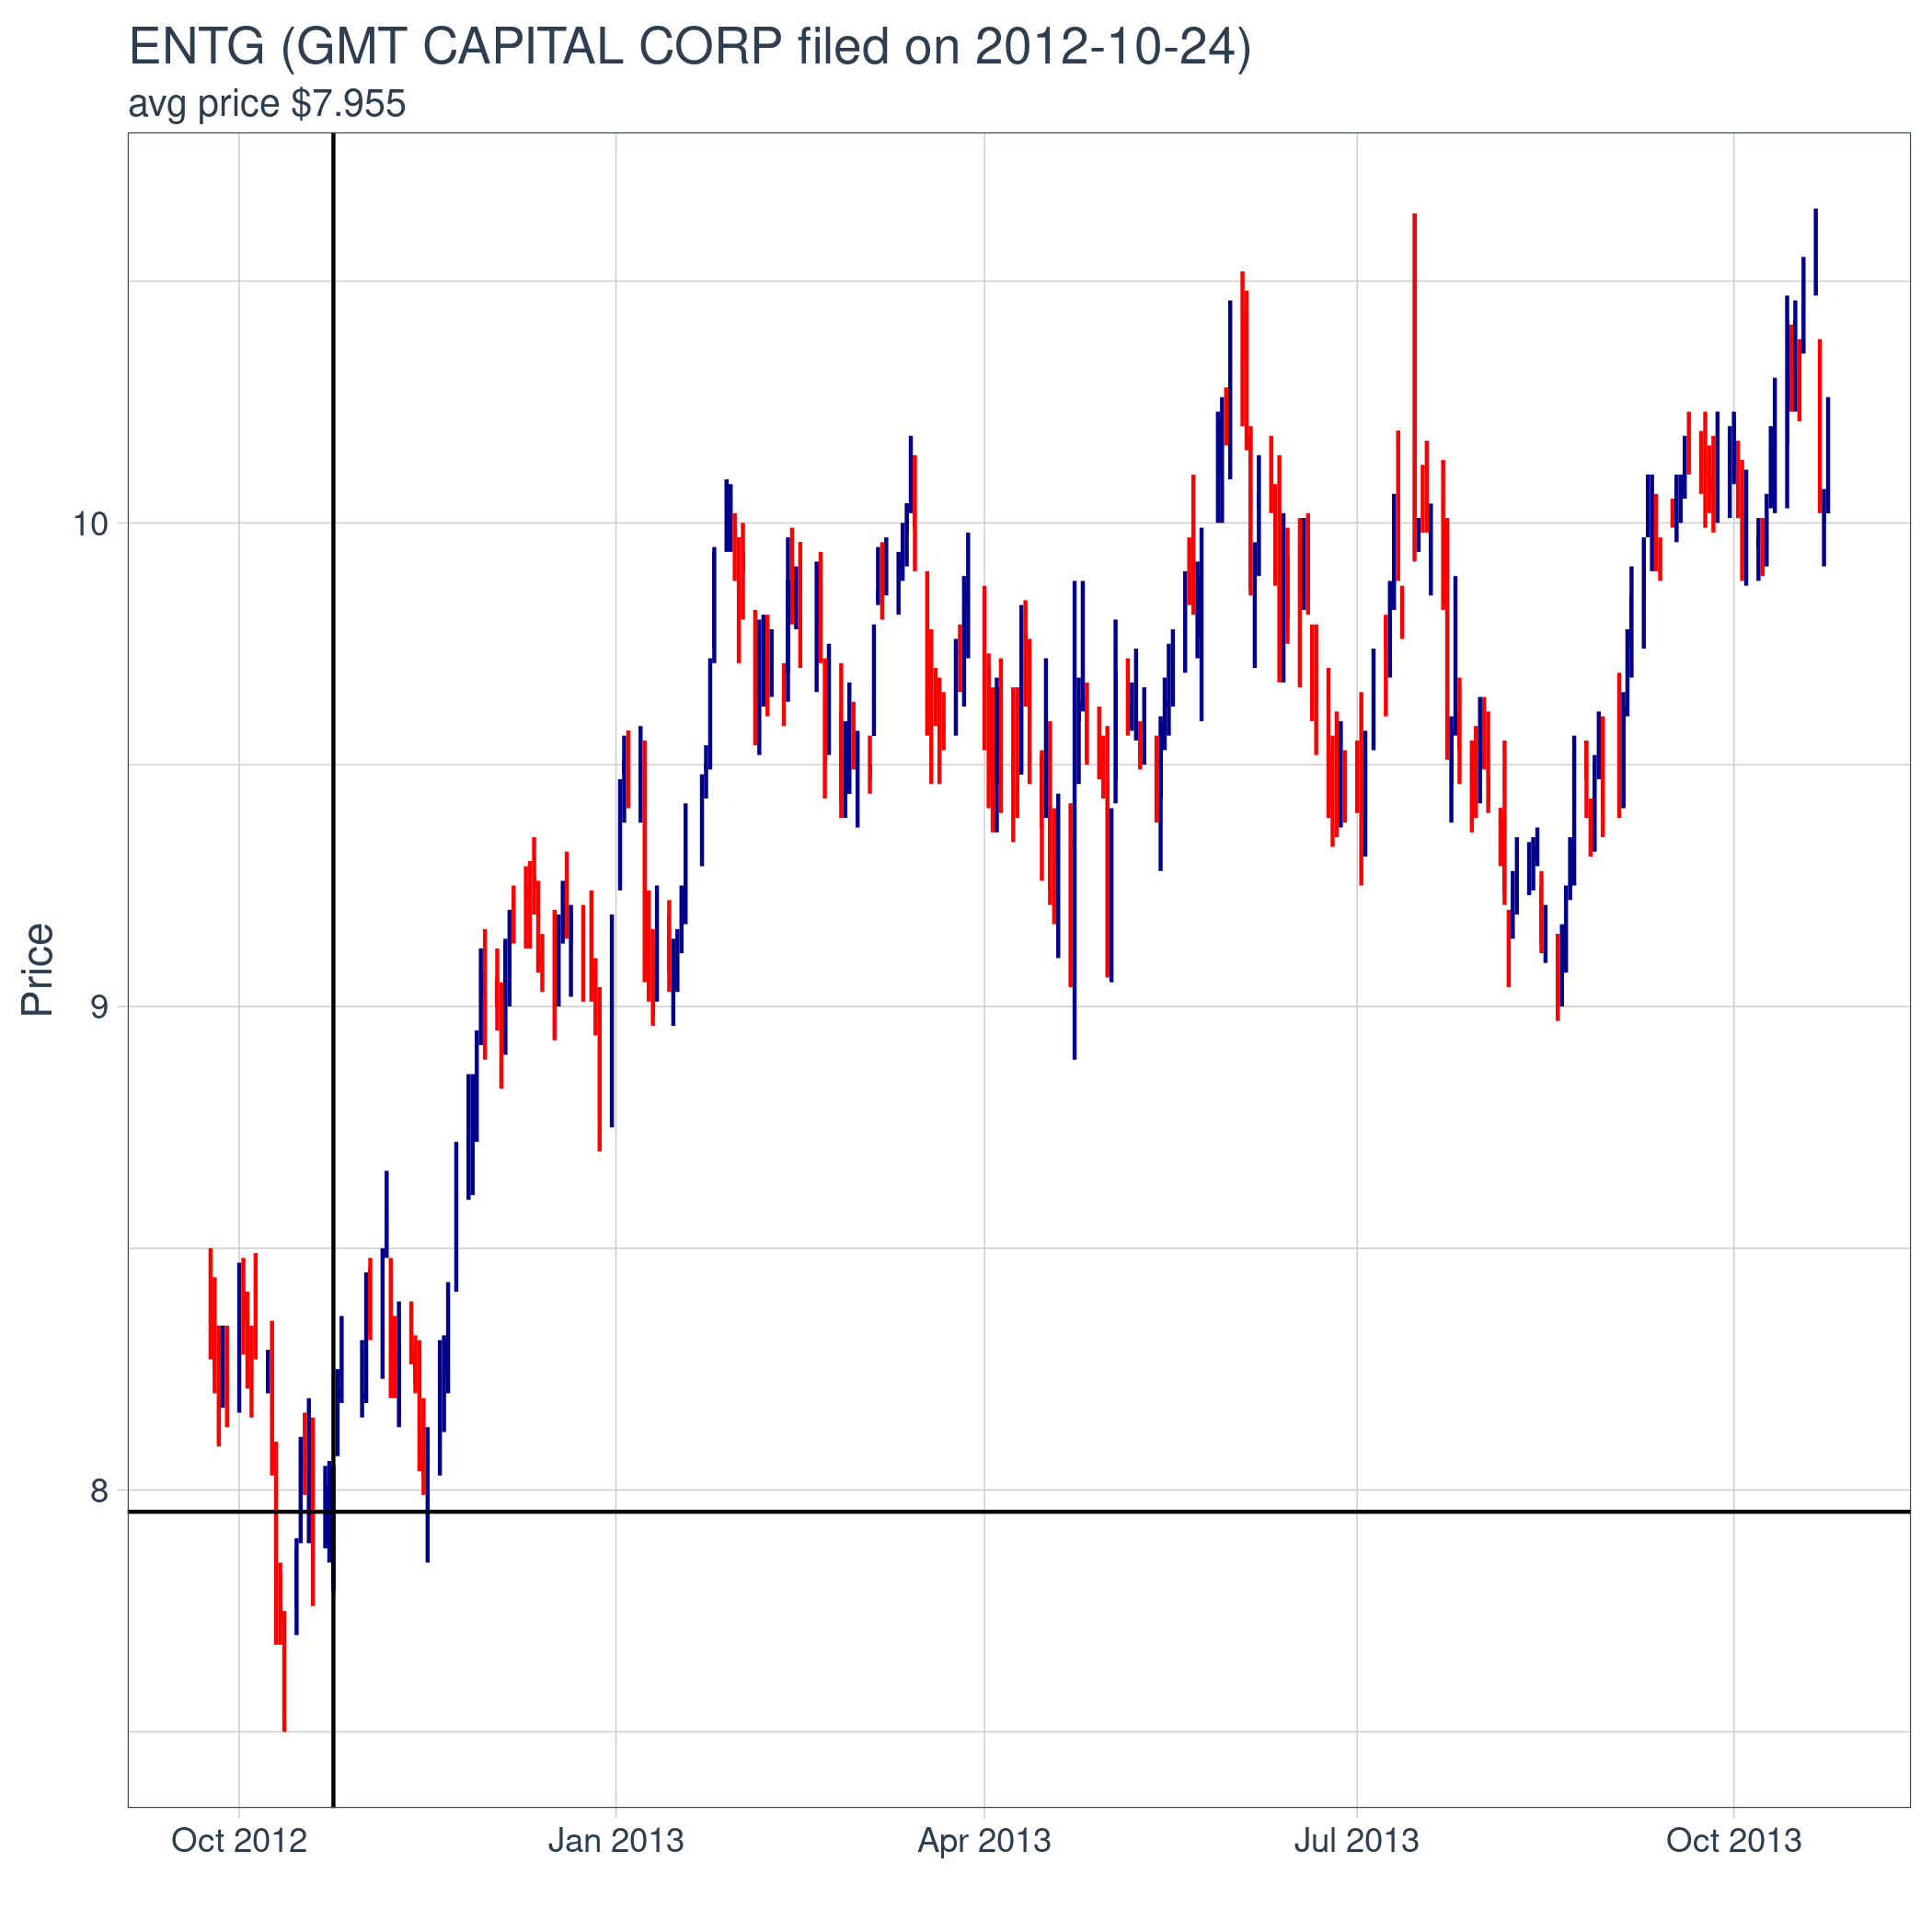 ENTG (GMT CAPITAL CORP filed on 2012-10-24)
avg price $7.955
Price
10
9
8
Oct 2012
Jan 2013
Apr 2013
Jul 2013
Oct 2013